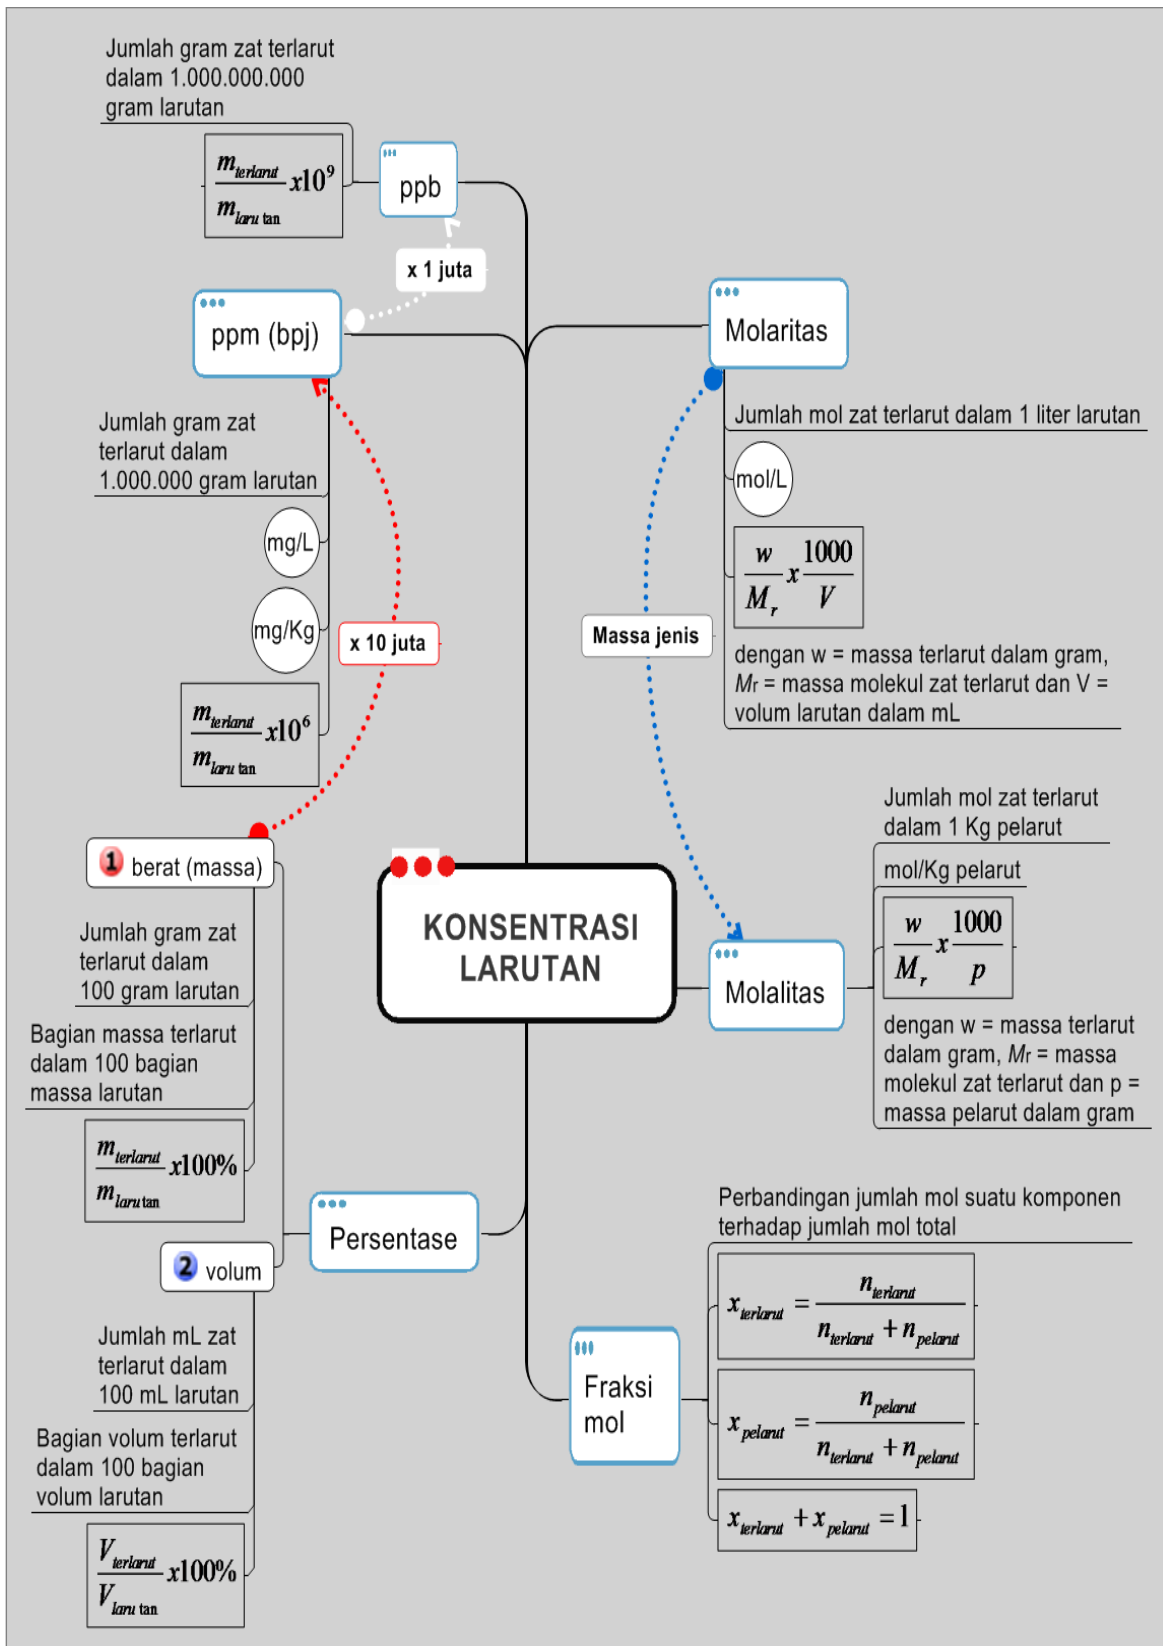 Jumlah gram zat terlarut
dalam 1.000.000.000
gram larutan
m_terlarut / m_laru tan x10^9
ppb
x 1 juta
ppm (bpj)
Jumlah gram zat
terlarut dalam
1.000.000 gram larutan
mg/L
mg/Kg
m_terlarut / m_laru tan x10^6
x 10 juta
Molaritas
Jumlah mol zat terlarut dalam 1 liter larutan
mol/L
w / M_r x 1000 / V
dengan w = massa terlarut dalam gram,
Mr = massa molekul zat terlarut dan V =
volum larutan dalam mL
Massa jenis
KONSENTRASI
LARUTAN
Molalitas
Jumlah mol zat terlarut
dalam 1 Kg pelarut
mol/Kg pelarut
w / M_r x 1000 / p
dengan w = massa terlarut
dalam gram, Mr = massa
molekul zat terlarut dan p =
massa pelarut dalam gram
1 berat (massa)
Jumlah gram zat
terlarut dalam
100 gram larutan
Bagian massa terlarut
dalam 100 bagian
massa larutan
m_terlarut / m_laru tan x100%
Persentase
2 volum
Jumlah mL zat
terlarut dalam
100 mL larutan
Bagian volum terlarut
dalam 100 bagian
volum larutan
V_terlarut / V_laru tan x100%
Fraksi
mol
Perbandingan jumlah mol suatu komponen
terhadap jumlah mol total
x_terlarut = n_terlarut / n_terlarut + n_pelarut
x_pelarut = n_pelarut / n_terlarut + n_pelarut
x_terlarut + x_pelarut = 1